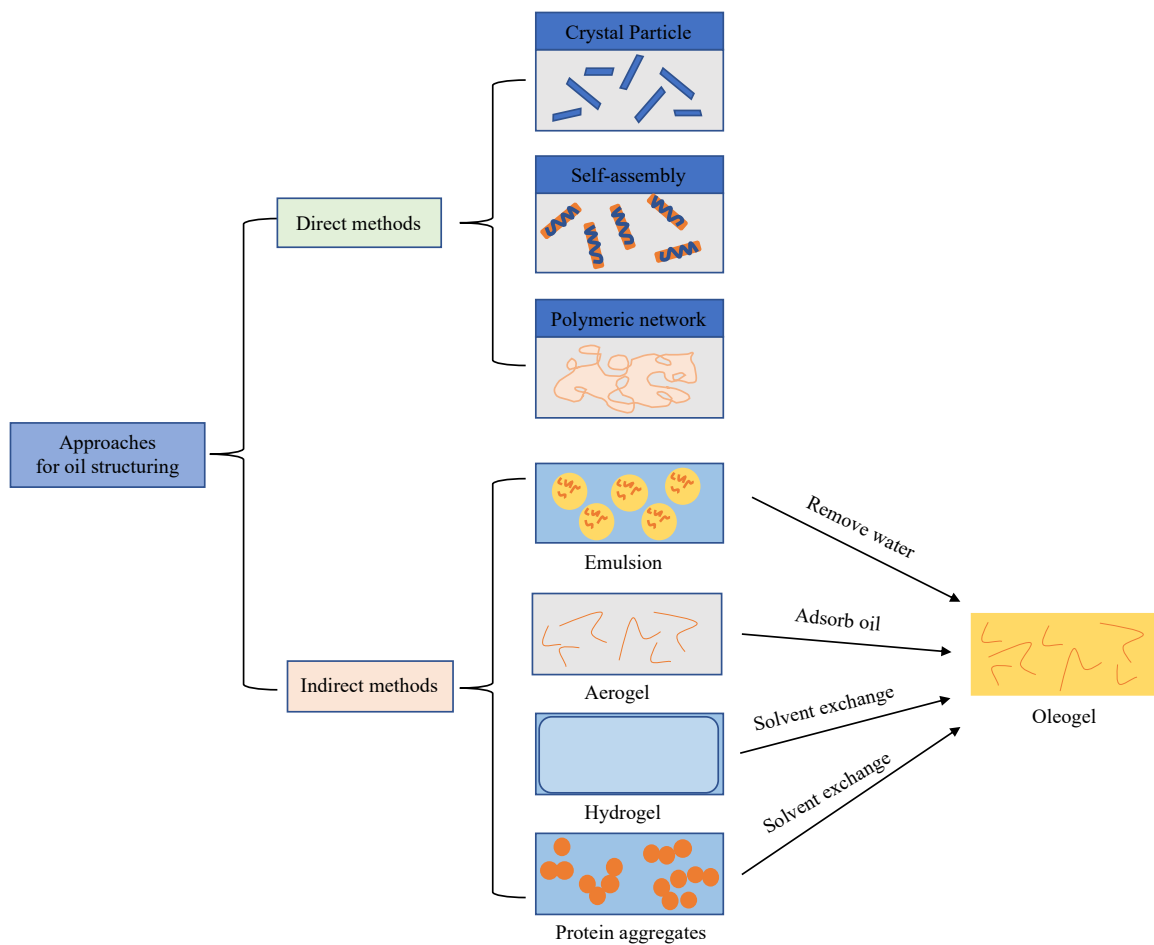 Crystal Particle
Self-assembly
Direct methods
Polymeric network
Approaches
for oil structuring
Remove water
Emulsion
Adsorb oil
Indirect methods
Aerogel
Solvent exchange
Oleogel
Hydrogel
Solvent exchange
Protein aggregates